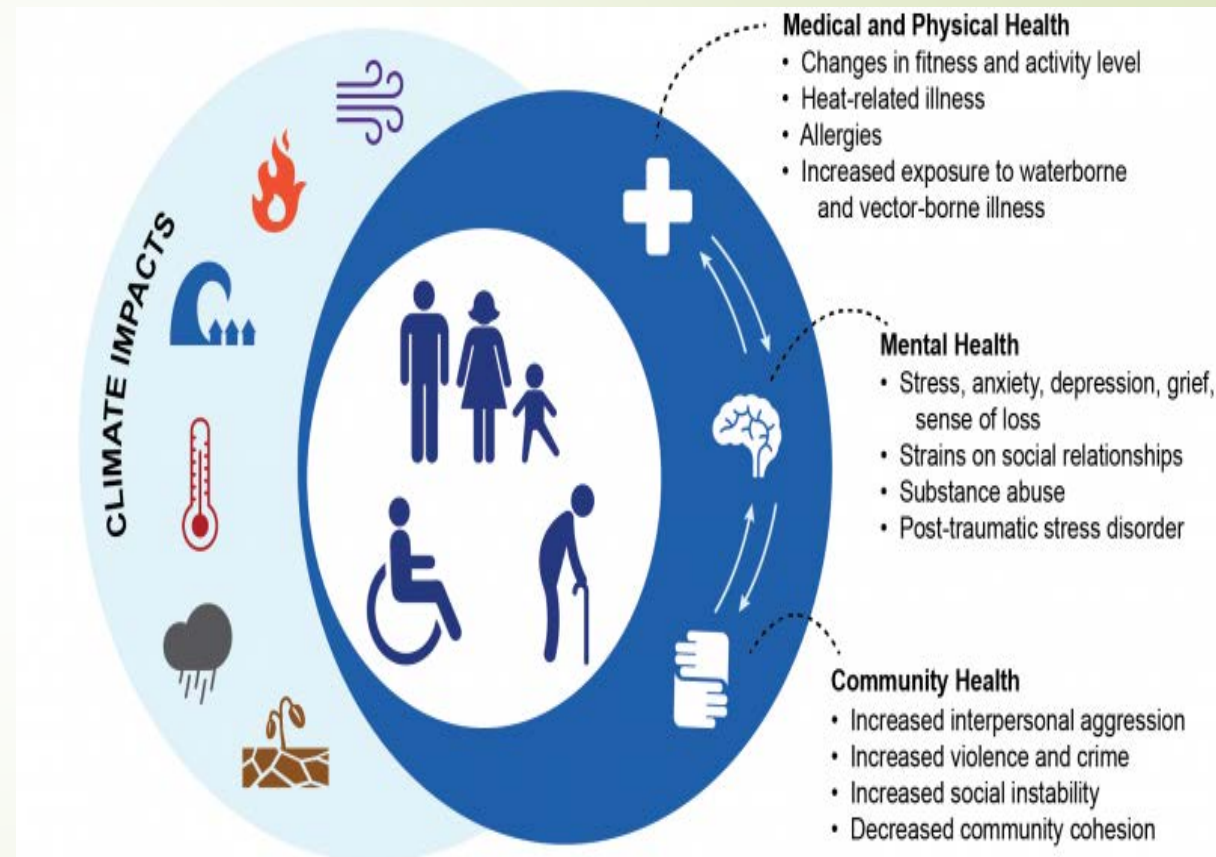 CLIMATE IMPACTS
Medical and Physical Health
• Changes in fitness and activity level
• Heat-related illness
• Allergies
• Increased exposure to waterborne
and vector-borne illness
Mental Health
• Stress, anxiety, depression, grief,
sense of loss
• Strains on social relationships
• Substance abuse
• Post-traumatic stress disorder
Community Health
• Increased interpersonal aggression
• Increased violence and crime
• Increased social instability
• Decreased community cohesion